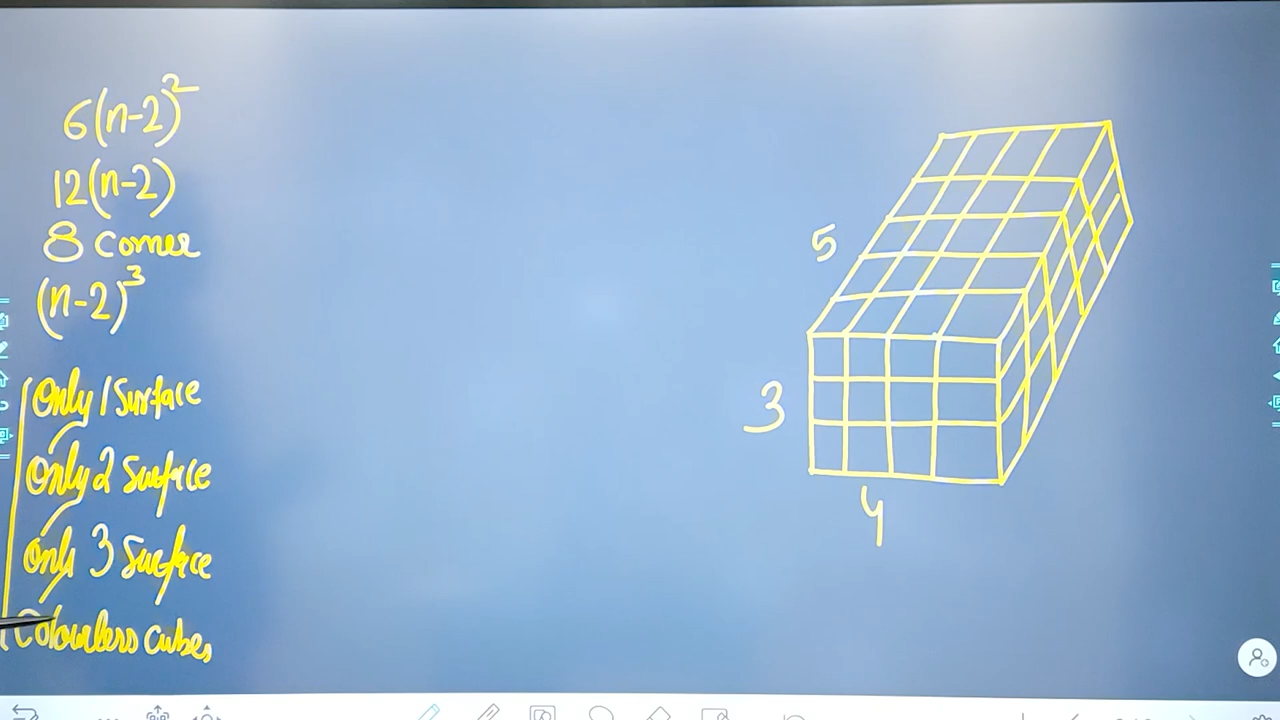 6(n-2)²
12(n-2)
8 Corner
(n-2)³
Only 1 Surface
Only 2 Surface
Only 3 Surface
Colourless cubes
5
3
4